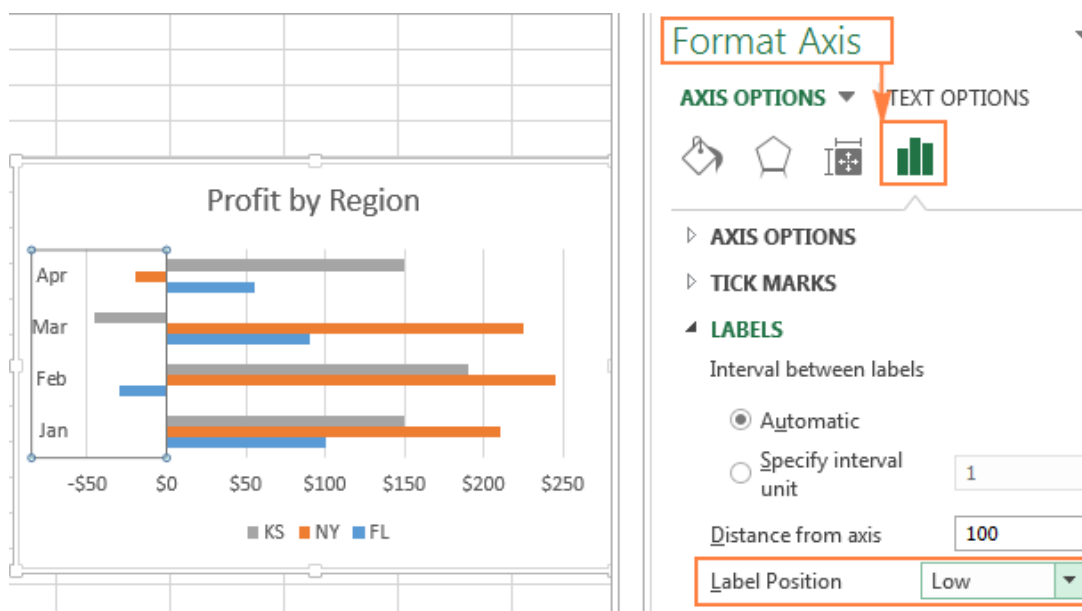 Profit by Region
Apr
Mar
Feb
Jan
-$50 $0 $50 $100 $150 $200 $250
KS NY FL
Format Axis
AXIS OPTIONS TEXT OPTIONS
AXIS OPTIONS
TICK MARKS
LABELS
Interval between labels
Automatic
Specify interval
unit 1
Distance from axis 100
Label Position Low